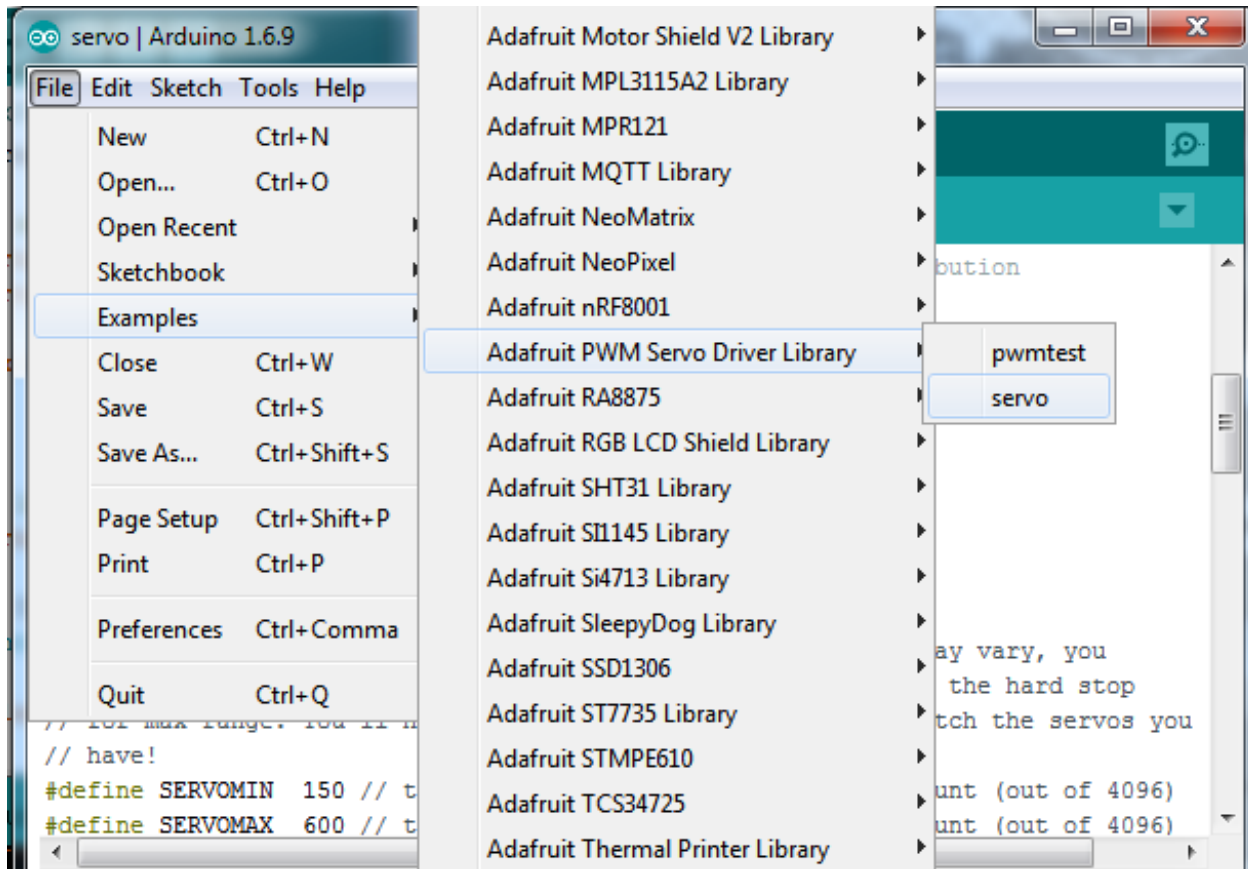 servo | Arduino 1.6.9
File Edit Sketch Tools Help
New Ctrl+N
Open... Ctrl+O
Open Recent
Sketchbook
Examples
Close Ctrl+W
Save Ctrl+S
Save As... Ctrl+Shift+S
Page Setup Ctrl+Shift+P
Print Ctrl+P
Preferences Ctrl+Comma
Quit Ctrl+Q
Adafruit Motor Shield V2 Library
Adafruit MPL3115A2 Library
Adafruit MPR121
Adafruit MQTT Library
Adafruit NeoMatrix
Adafruit NeoPixel
Adafruit nRF8001
Adafruit PWM Servo Driver Library
Adafruit RA8875
Adafruit RGB LCD Shield Library
Adafruit SHT31 Library
Adafruit SI1145 Library
Adafruit Si4713 Library
Adafruit SleepyDog Library
Adafruit SSD1306
Adafruit ST7735 Library
Adafruit STMPE610
Adafruit TCS34725
Adafruit Thermal Printer Library
pwmtest
servo
bution
ay vary, you
the hard stop
// for max range. You'll n tch the servos you
// have!
#define SERVOMIN 150 // t unt (out of 4096)
#define SERVOMAX 600 // t unt (out of 4096)